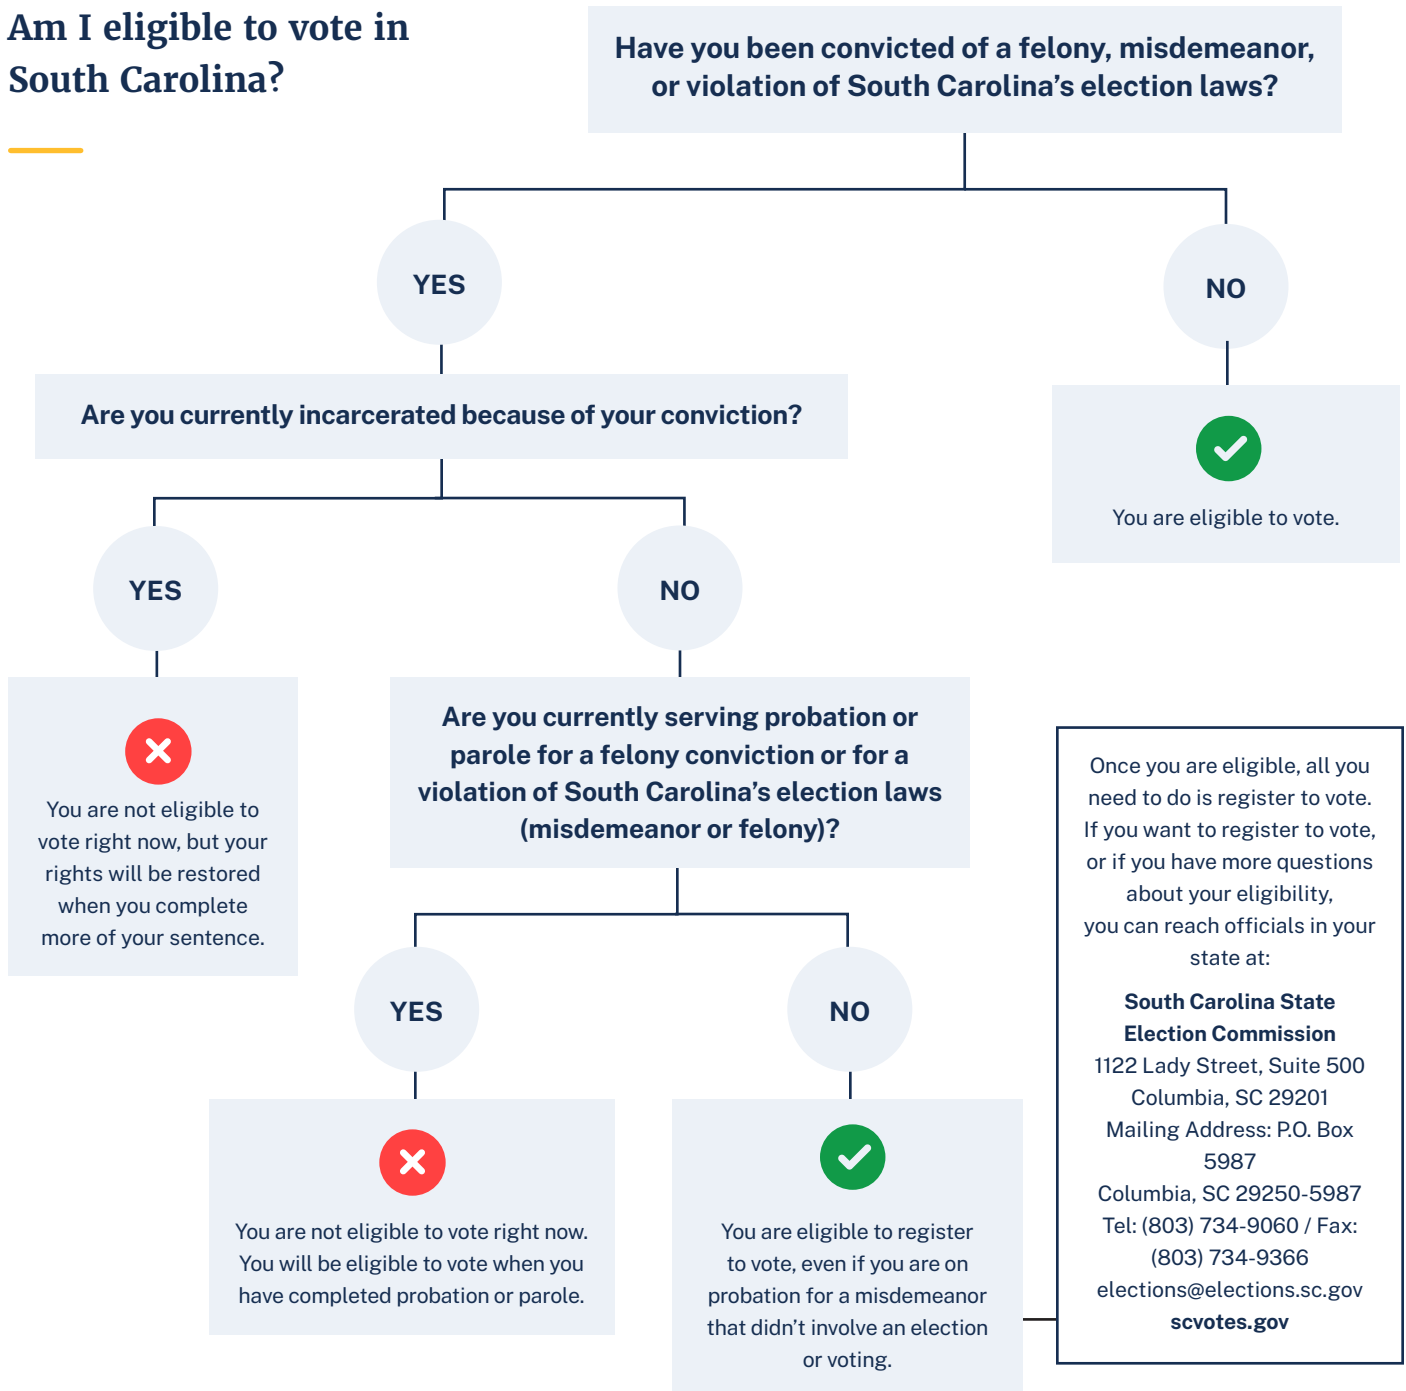 Am I eligible to vote in
South Carolina?
Have you been convicted of a felony, misdemeanor,
or violation of South Carolina’s election laws?
YES
NO
Are you currently incarcerated because of your conviction?
You are eligible to vote.
YES
NO
You are not eligible to
vote right now, but your
rights will be restored
when you complete
more of your sentence.
Are you currently serving probation or
parole for a felony conviction or for a
violation of South Carolina’s election laws
(misdemeanor or felony)?
YES
NO
You are not eligible to vote right now.
You will be eligible to vote when you
have completed probation or parole.
You are eligible to register
to vote, even if you are on
probation for a misdemeanor
that didn’t involve an election
or voting.
Once you are eligible, all you
need to do is register to vote.
If you want to register to vote,
or if you have more questions
about your eligibility,
you can reach officials in your
state at:
South Carolina State
Election Commission
1122 Lady Street, Suite 500
Columbia, SC 29201
Mailing Address: P.O. Box
5987
Columbia, SC 29250-5987
Tel: (803) 734-9060 / Fax:
(803) 734-9366
elections@elections.sc.gov
scvotes.gov